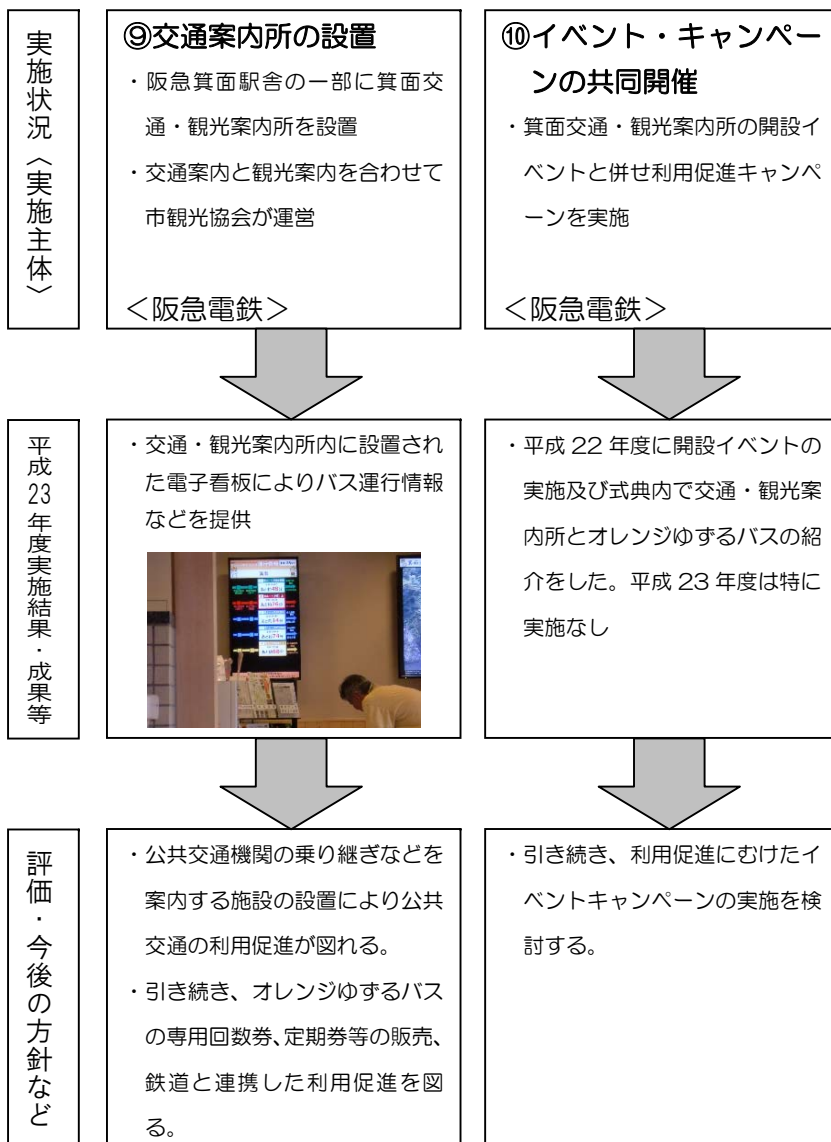 実施状況〈実施主体〉
⑨交通案内所の設置
・阪急箕面駅舎の一部に箕面交
通・観光案内所を設置
・交通案内と観光案内を合わせて
市観光協会が運営
＜阪急電鉄＞
⑩イベント・キャンペー
ンの共同開催
・箕面交通・観光案内所の開設イ
ベントと併せ利用促進キャンペ
ーンを実施
＜阪急電鉄＞
平成23年度実施結果・成果等
・交通・観光案内所内に設置され
た電子看板によりバス運行情報
などを提供
・平成 22 年度に開設イベントの
実施及び式典内で交通・観光案
内所とオレンジゆずるバスの紹
介をした。平成 23 年度は特に
実施なし
評価・今後の方針など
・公共交通機関の乗り継ぎなどを
案内する施設の設置により公共
交通の利用促進が図れる。
・引き続き、オレンジゆずるバス
の専用回数券、定期券等の販売、
鉄道と連携した利用促進を図
る。
・引き続き、利用促進にむけたイ
ベントキャンペーンの実施を検
討する。